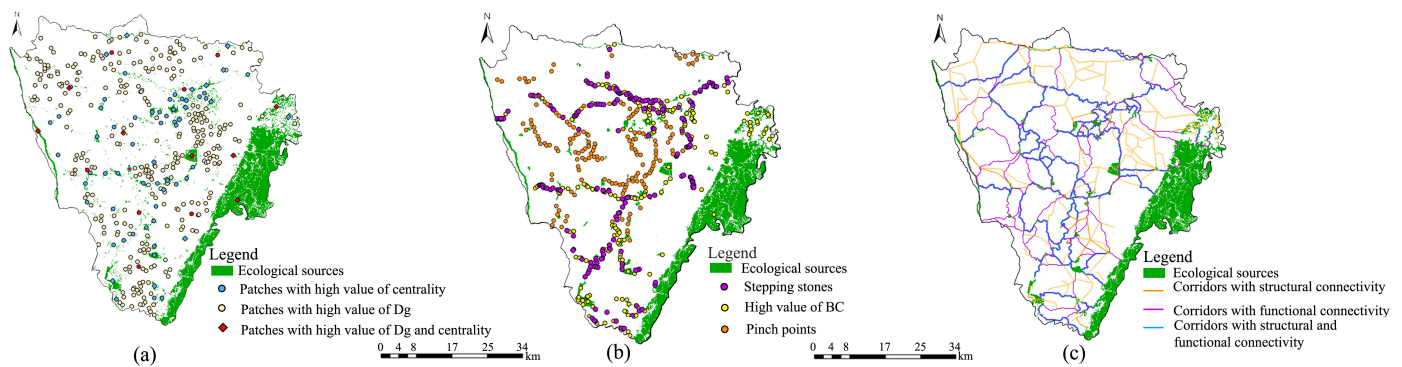 N
Legend
Ecological sources
Patches with high value of centrality
Patches with high value of Dg
Patches with high value of Dg and centrality
(a)
N
Legend
Ecological sources
Stepping stones
High value of BC
Pinch points
0 4 8 17 25 34
km
(b)
N
Legend
Ecological sources
Corridors with structural connectivity
Corridors with functional connectivity
Corridors with structural and
functional connectivity
0 4 8 17 25 34
km
(c)